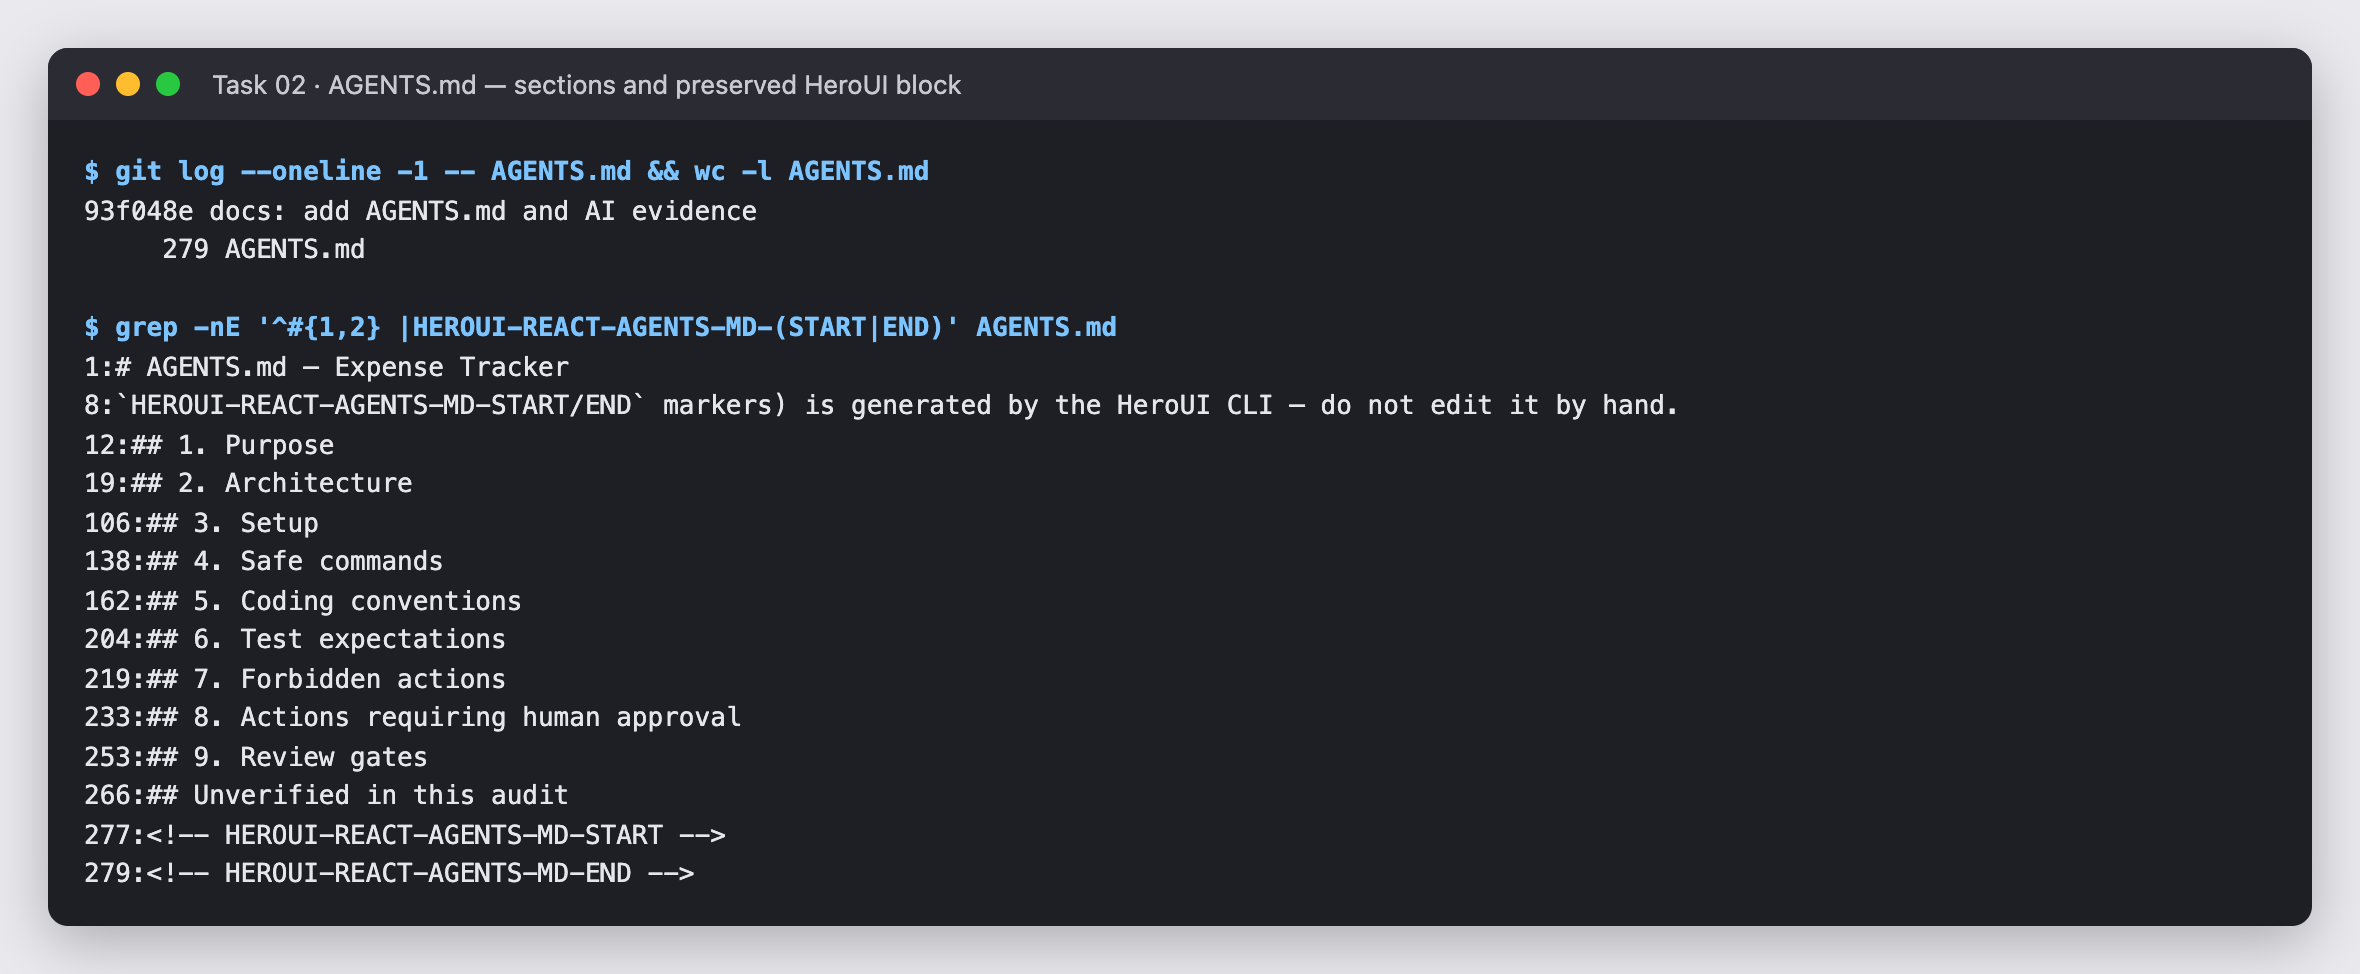 Task 02 · AGENTS.md — sections and preserved HeroUI block
$ git log --oneline -1 -- AGENTS.md && wc -l AGENTS.md
93f048e docs: add AGENTS.md and AI evidence
     279 AGENTS.md
$ grep -nE '^#{1,2} |HEROUI-REACT-AGENTS-MD-(START|END)' AGENTS.md
1:# AGENTS.md — Expense Tracker
8:`HEROUI-REACT-AGENTS-MD-START/END` markers) is generated by the HeroUI CLI — do not edit it by hand.
12:## 1. Purpose
19:## 2. Architecture
106:## 3. Setup
138:## 4. Safe commands
162:## 5. Coding conventions
204:## 6. Test expectations
219:## 7. Forbidden actions
233:## 8. Actions requiring human approval
253:## 9. Review gates
266:## Unverified in this audit
277:<!-- HEROUI-REACT-AGENTS-MD-START -->
279:<!-- HEROUI-REACT-AGENTS-MD-END -->